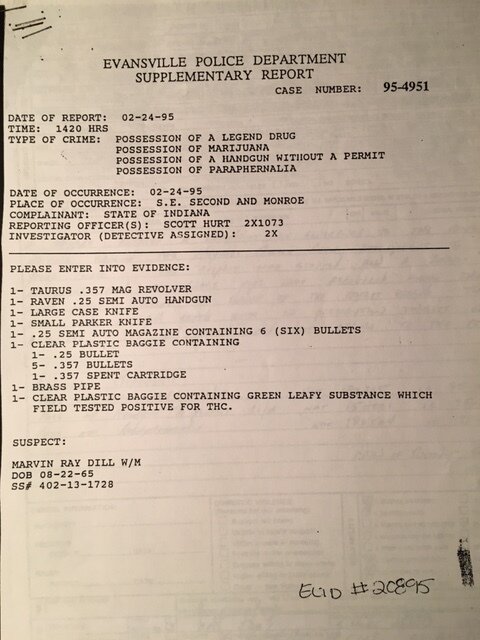 EVANSVILLE POLICE DEPARTMENT
SUPPLEMENTARY REPORT
CASE NUMBER: 95-4951
DATE OF REPORT: 02-24-95
TIME: 1420 HRS
TYPE OF CRIME: POSSESSION OF A LEGEND DRUG
POSSESSION OF MARIJUANA
POSSESSION OF A HANDGUN WITHOUT A PERMIT
POSSESSION OF PARAPHERNALIA
DATE OF OCCURRENCE: 02-24-95
PLACE OF OCCURRENCE: S.E. SECOND AND MONROE
COMPLAINANT: STATE OF INDIANA
REPORTING OFFICER(S): SCOTT HURT 2X1073
INVESTIGATOR (DETECTIVE ASSIGNED): 2X
PLEASE ENTER INTO EVIDENCE:
1- TAURUS .357 MAG REVOLVER
1- RAVEN .25 SEMI AUTO HANDGUN
1- LARGE CASE KNIFE
1- SMALL PARKER KNIFE
1- .25 SEMI AUTO MAGAZINE CONTAINING 6 (SIX) BULLETS
1- CLEAR PLASTIC BAGGIE CONTAINING
1- .25 BULLET
5- .357 BULLETS
1- .357 SPENT CARTRIDGE
1- BRASS PIPE
1- CLEAR PLASTIC BAGGIE CONTAINING GREEN LEAFY SUBSTANCE WHICH
FIELD TESTED POSITIVE FOR THC.
SUSPECT:
MARVIN RAY DILL W/M
DOB 08-22-65
SS# 402-13-1728
#20895